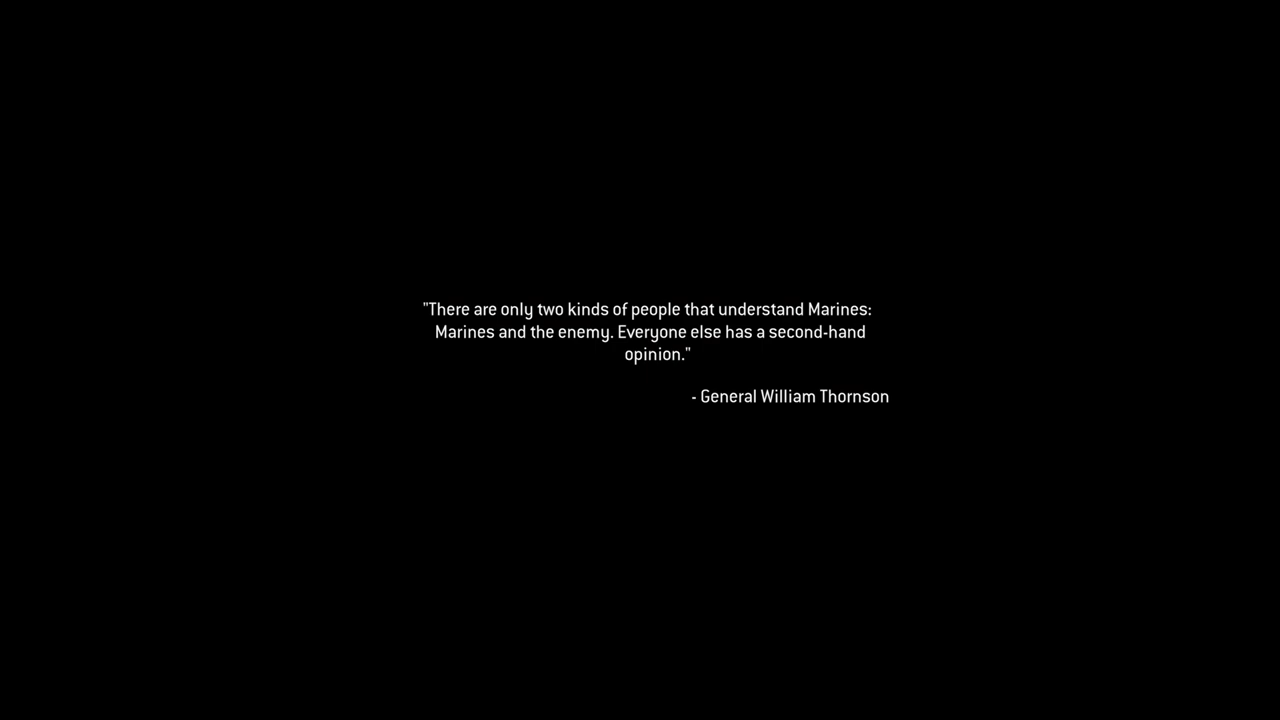 "There are only two kinds of people that understand Marines:
Marines and the enemy. Everyone else has a second-hand
opinion."
- General William Thornson